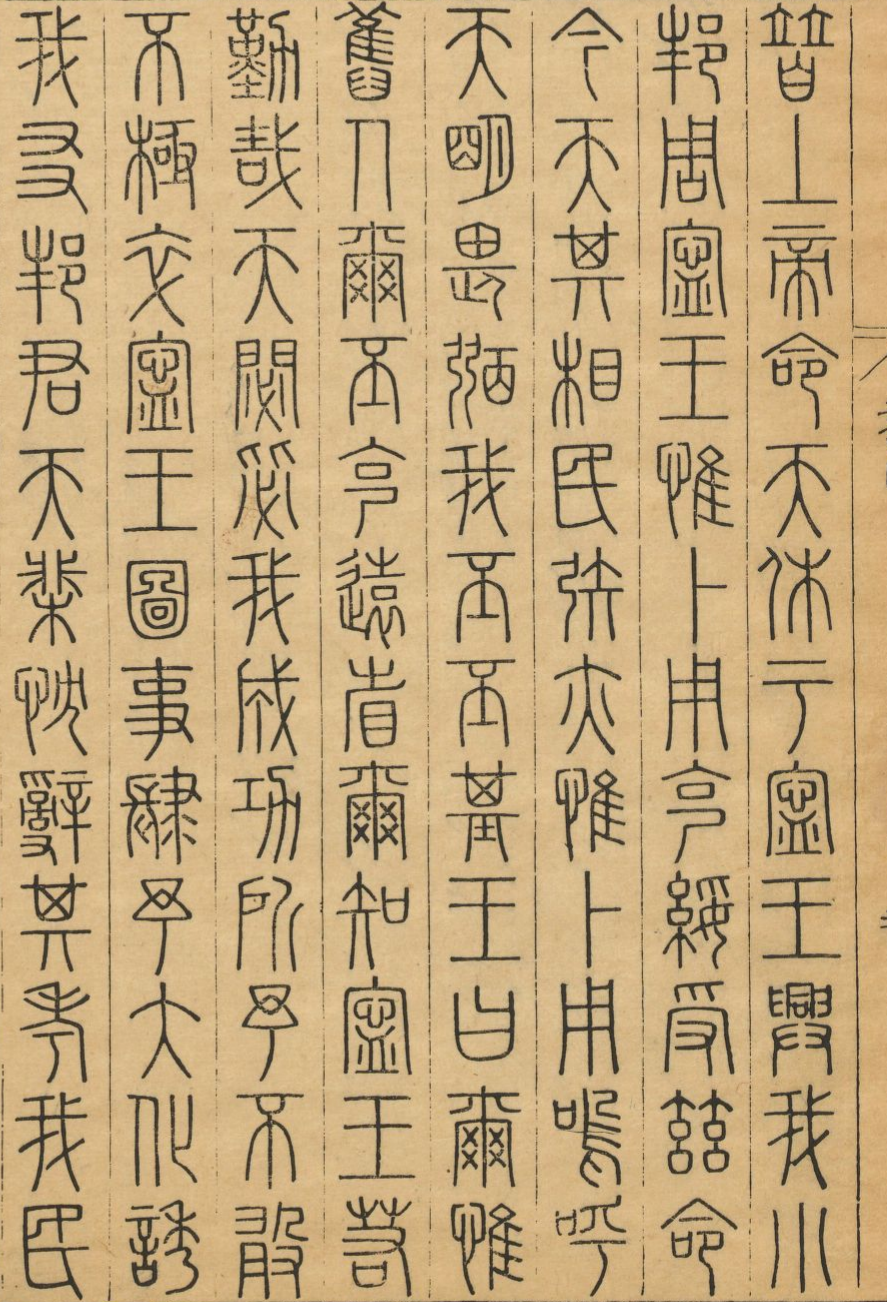 替上帝命天休于寧王興我小
邦周寧王惟卜用克綏受茲命
今天其相民矧亦惟卜用嗚呼
天明畏弼我丕丕基王曰爾惟
舊人爾丕克遠省爾知寧王若
勤哉天閟毖我成功所予不敢
不極卒寧王圖事肆予大化誘
我友邦君天棐忱辭其考我民